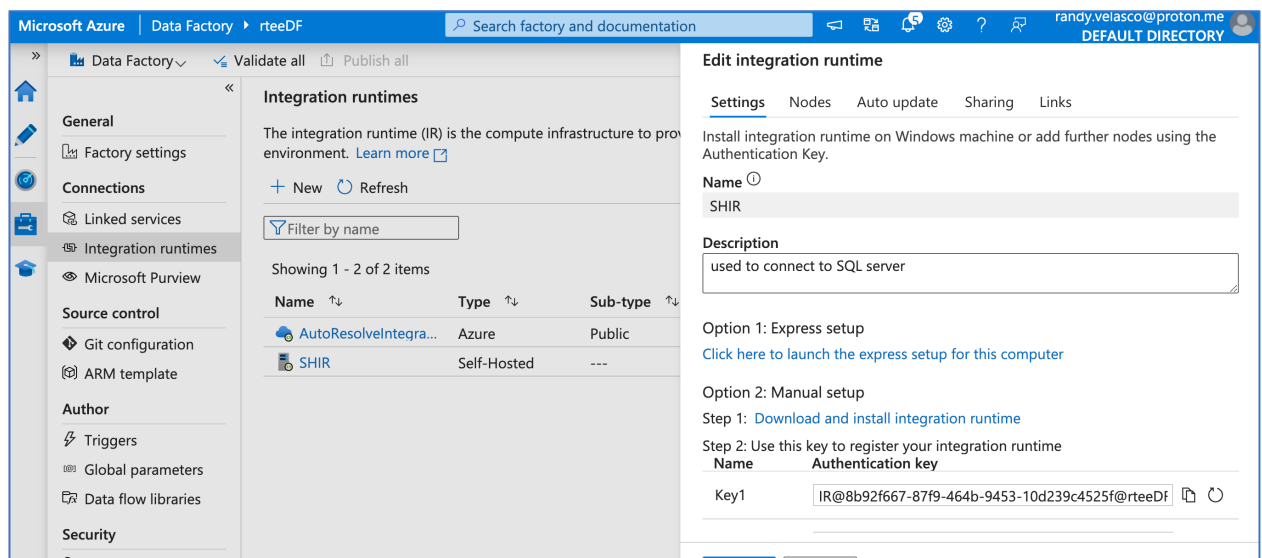 Microsoft Azure
Data Factory
rteeDF
Search factory and documentation
5
randy.velasco@proton.me
DEFAULT DIRECTORY
Data Factory
Validate all
Publish all
General
Factory settings
Connections
Linked services
Integration runtimes
Microsoft Purview
Source control
Git configuration
ARM template
Author
Triggers
Global parameters
Data flow libraries
Security
Integration runtimes
The integration runtime (IR) is the compute infrastructure to prov
environment. Learn more
New Refresh
Filter by name
Showing 1 - 2 of 2 items
Name Type Sub-type
AutoResolveIntegra... Azure Public
SHIR Self-Hosted ---
Edit integration runtime
Settings Nodes Auto update Sharing Links
Install integration runtime on Windows machine or add further nodes using the
Authentication Key.
Name
SHIR
Description
used to connect to SQL server
Option 1: Express setup
Click here to launch the express setup for this computer
Option 2: Manual setup
Step 1: Download and install integration runtime
Step 2: Use this key to register your integration runtime
Name Authentication key
Key1 IR@8b92f667-87f9-464b-9453-10d239c4525f@rteeDF